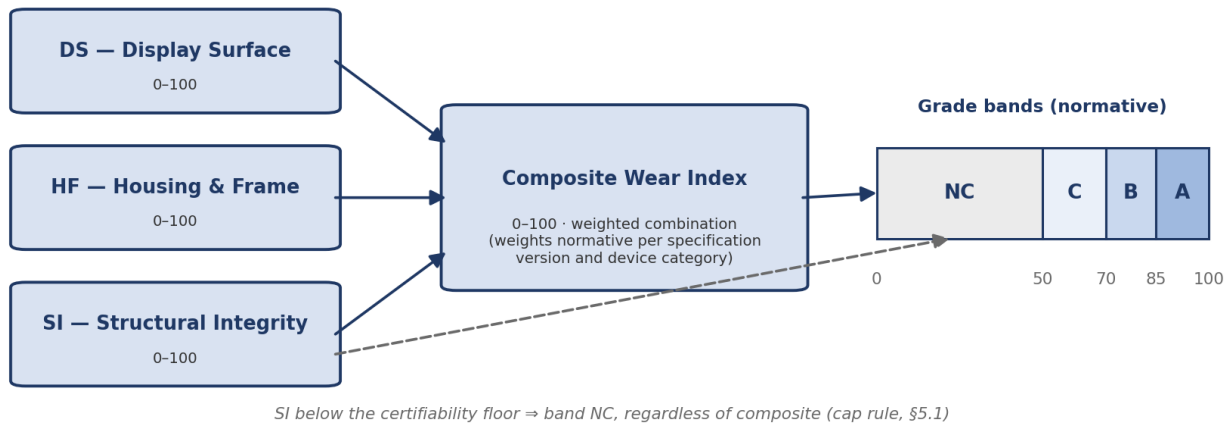 DS — Display Surface
0–100
HF — Housing & Frame
0–100
SI — Structural Integrity
0–100
Composite Wear Index
0–100 · weighted combination
(weights normative per specification
version and device category)
Grade bands (normative)
NC C B A
0 50 70 85 100
SI below the certifiability floor ⇒ band NC, regardless of composite (cap rule, §5.1)